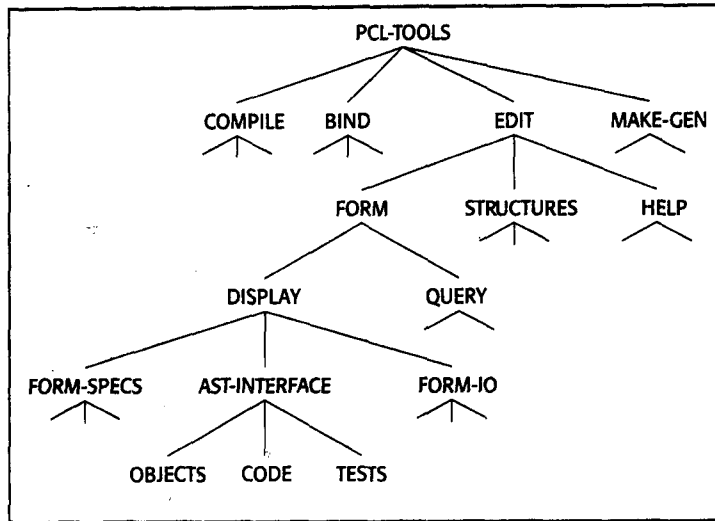 PCL-TOOLS
COMPILE BIND EDIT MAKE-GEN
FORM STRUCTURES HELP
DISPLAY QUERY
FORM-SPECS AST-INTERFACE FORM-IO
OBJECTS CODE TESTS